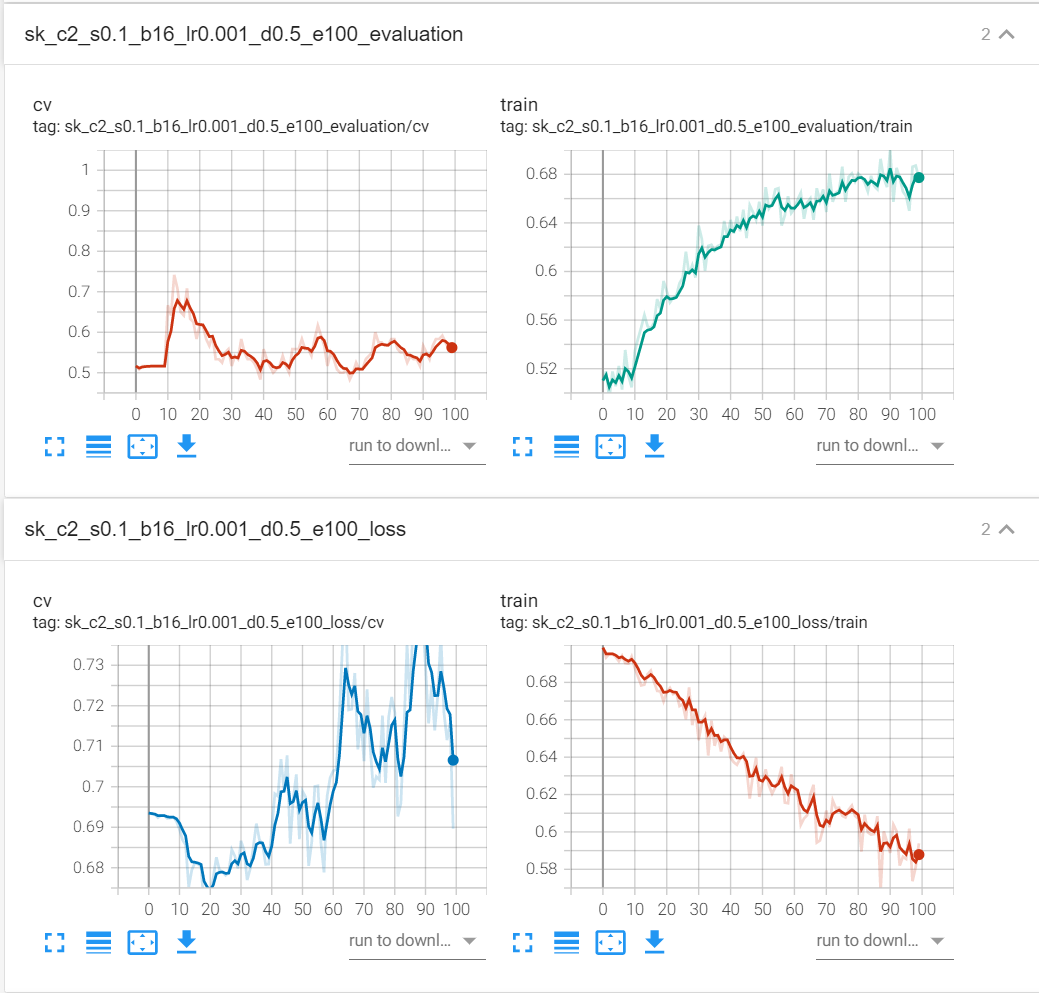 sk_c2_s0.1_b16_lr0.001_d0.5_e100_evaluation 2
cv
tag: sk_c2_s0.1_b16_lr0.001_d0.5_e100_evaluation/cv
1
0.9
0.8
0.7
0.6
0.5
0 10 20 30 40 50 60 70 80 90 100
run to downl...
train
tag: sk_c2_s0.1_b16_lr0.001_d0.5_e100_evaluation/train
0.68
0.64
0.6
0.56
0.52
0 10 20 30 40 50 60 70 80 90 100
run to downl...
sk_c2_s0.1_b16_lr0.001_d0.5_e100_loss 2
cv
tag: sk_c2_s0.1_b16_lr0.001_d0.5_e100_loss/cv
0.73
0.72
0.71
0.7
0.69
0.68
0 10 20 30 40 50 60 70 80 90 100
run to downl...
train
tag: sk_c2_s0.1_b16_lr0.001_d0.5_e100_loss/train
0.68
0.66
0.64
0.62
0.6
0.58
0 10 20 30 40 50 60 70 80 90 100
run to downl...